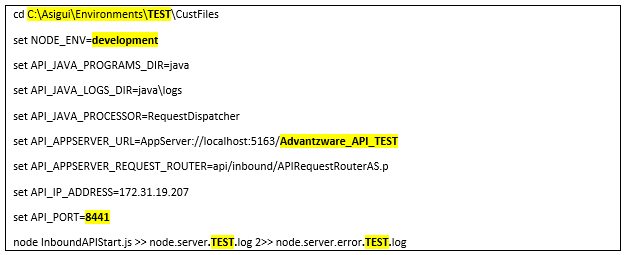 cd C:\Asigui\Environments\TEST\CustFiles
set NODE_ENV=development
set API_JAVA_PROGRAMS_DIR=java
set API_JAVA_LOGS_DIR=java\logs
set API_JAVA_PROCESSOR=RequestDispatcher
set API_APPSERVER_URL=AppServer://localhost:5163/Advantzware_API_TEST
set API_APPSERVER_REQUEST_ROUTER=api/inbound/APIRequestRouterAS.p
set API_IP_ADDRESS=172.31.19.207
set API_PORT=8441
node InboundAPIStart.js >> node.server.TEST.log 2>> node.server.error.TEST.log